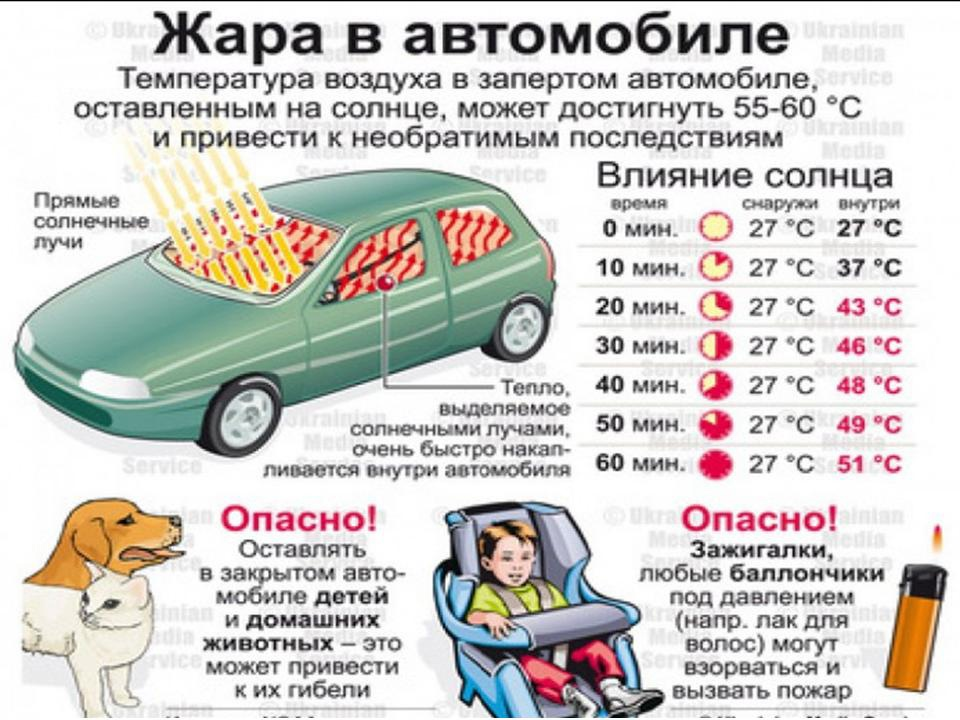 Жара в автомобиле
Температура воздуха в запертом автомобиле,
оставленным на солнце, может достигнуть 55-60 °C
и привести к необратимым последствиям
Прямые
солнечные
лучи
Влияние солнца
время снаружи внутри
0 мин. 27 °C 27 °C
10 мин. 27 °C 37 °C
20 мин. 27 °C 43 °C
30 мин. 27 °C 46 °C
40 мин. 27 °C 48 °C
50 мин. 27 °C 49 °C
60 мин. 27 °C 51 °C
Тепло,
выделяемое
солнечными лучами,
очень быстро накап-
ливается внутри автомобиля
Опасно!
Оставлять
в закрытом авто-
мобиле детей
и домашних
животных – это
может привести
к их гибели
Опасно!
Зажигалки,
любые баллончики
под давлением
(напр. лак для
волос) могут
взорваться и
вызвать пожар
© Ukrainian
Media
Service